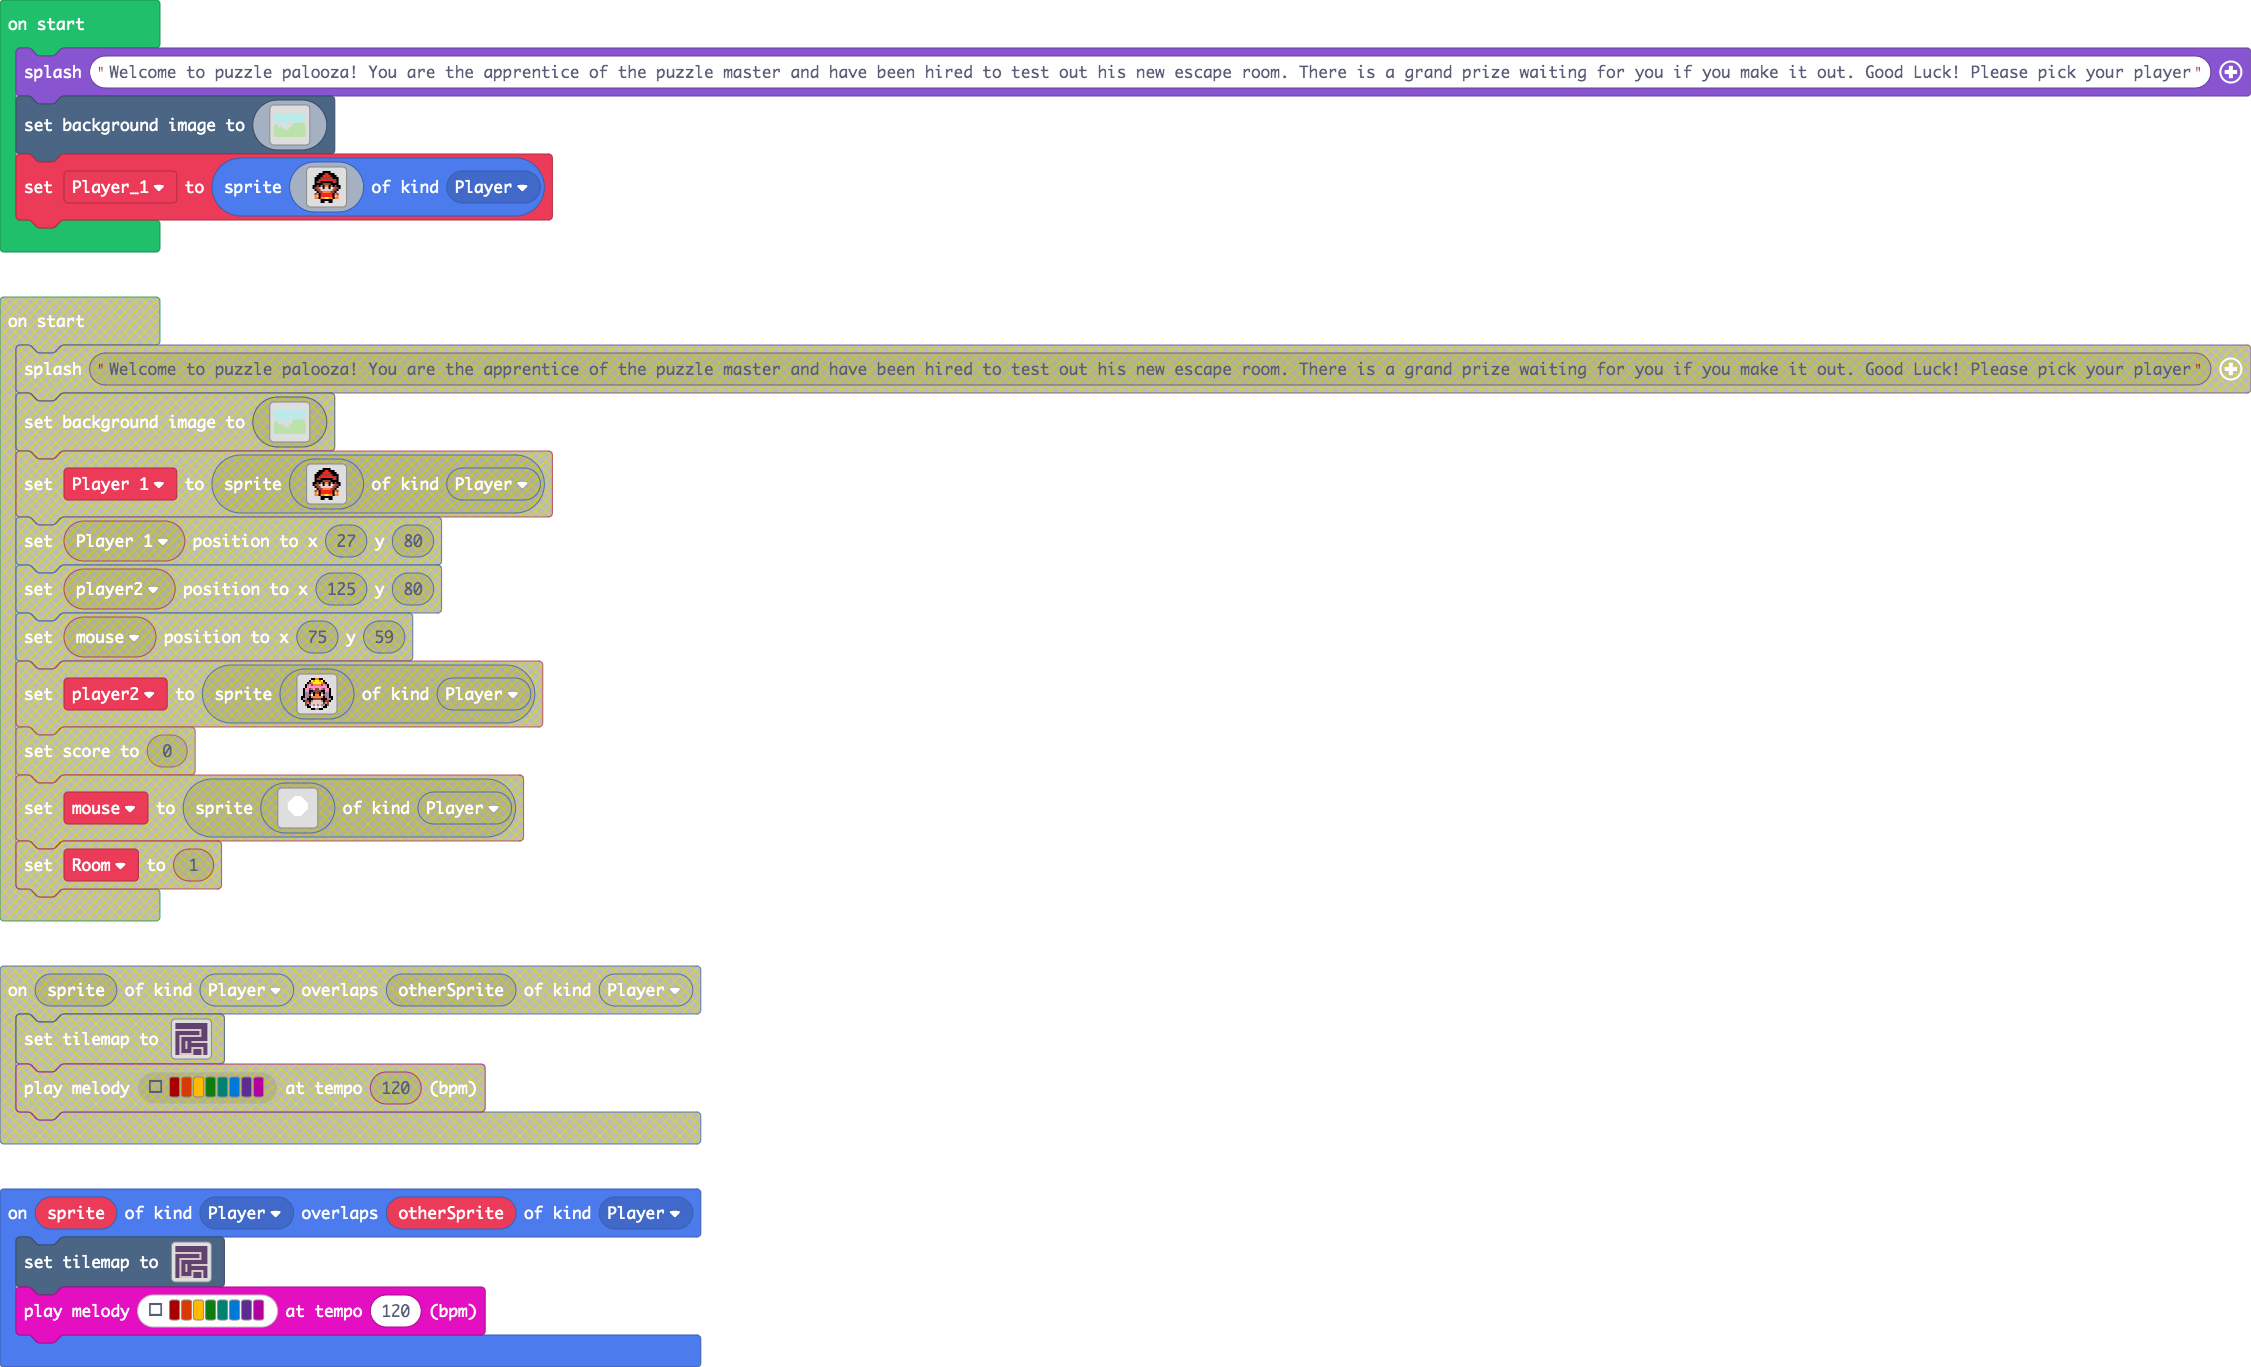 on start
splash "Welcome to puzzle palooza! You are the apprentice of the puzzle master and have been hired to test out his new escape room. There is a grand prize waiting for you if you make it out. Good Luck! Please pick your player"
set background image to
set Player_1 to sprite of kind Player
on start
splash "Welcome to puzzle palooza! You are the apprentice of the puzzle master and have been hired to test out his new escape room. There is a grand prize waiting for you if you make it out. Good Luck! Please pick your player"
set background image to
set Player 1 to sprite of kind Player
set Player 1 position to x 27 y 80
set player2 position to x 125 y 80
set mouse position to x 75 y 59
set player2 to sprite of kind Player
set score to 0
set mouse to sprite of kind Player
set Room to 1
on sprite of kind Player overlaps otherSprite of kind Player
set tilemap to
play melody at tempo 120 (bpm)
on sprite of kind Player overlaps otherSprite of kind Player
set tilemap to
play melody at tempo 120 (bpm)